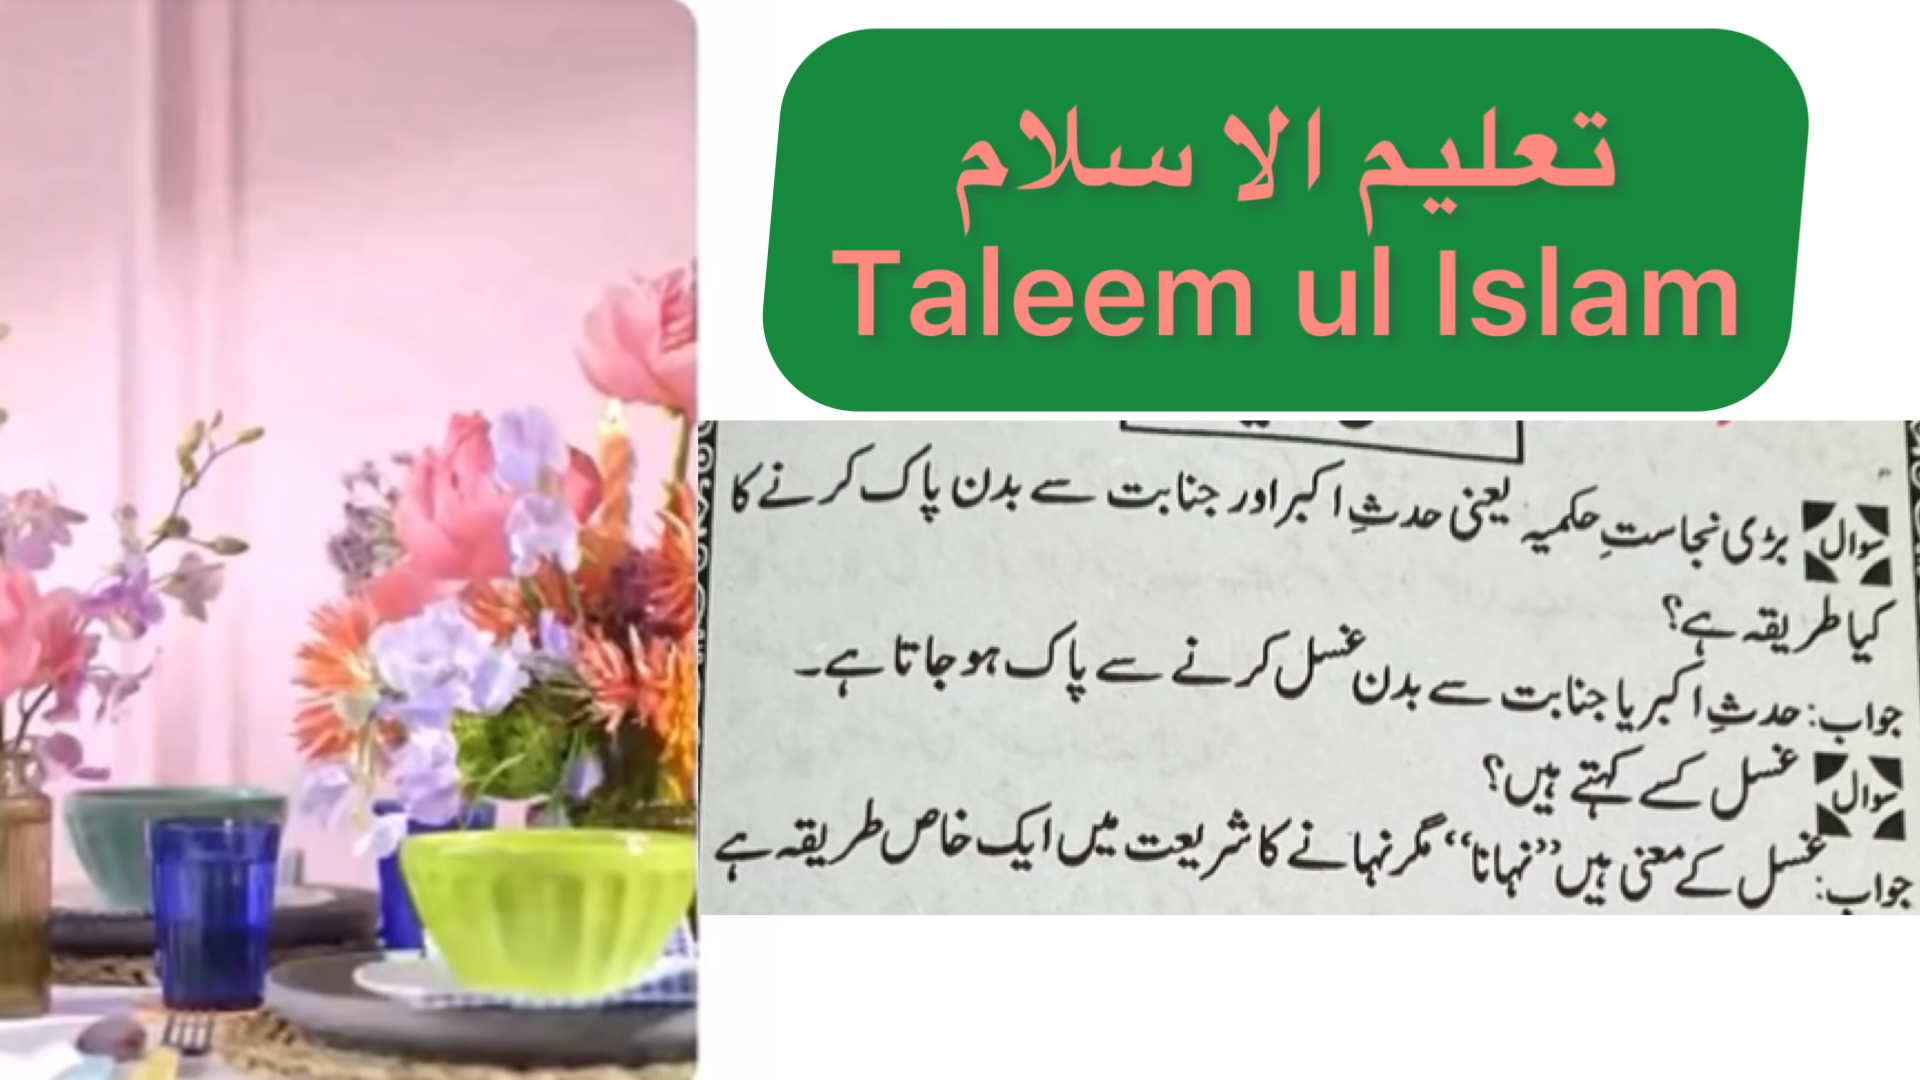 تعلیم الا سلام
Taleem ul Islam
سوال بڑی نجاستِ حکمیہ یعنی حدثِ اکبر اور جنابت سے بدن پاک کرنے کا
کیا طریقہ ہے؟
جواب: حدثِ اکبر یا جنابت سے بدن غسل کرنے سے پاک ہو جاتا ہے۔
سوال غسل کسے کہتے ہیں؟
جواب: غسل کے معنی ہیں ”نہانا“ مگر نہانے کا شریعت میں ایک خاص طریقہ ہے